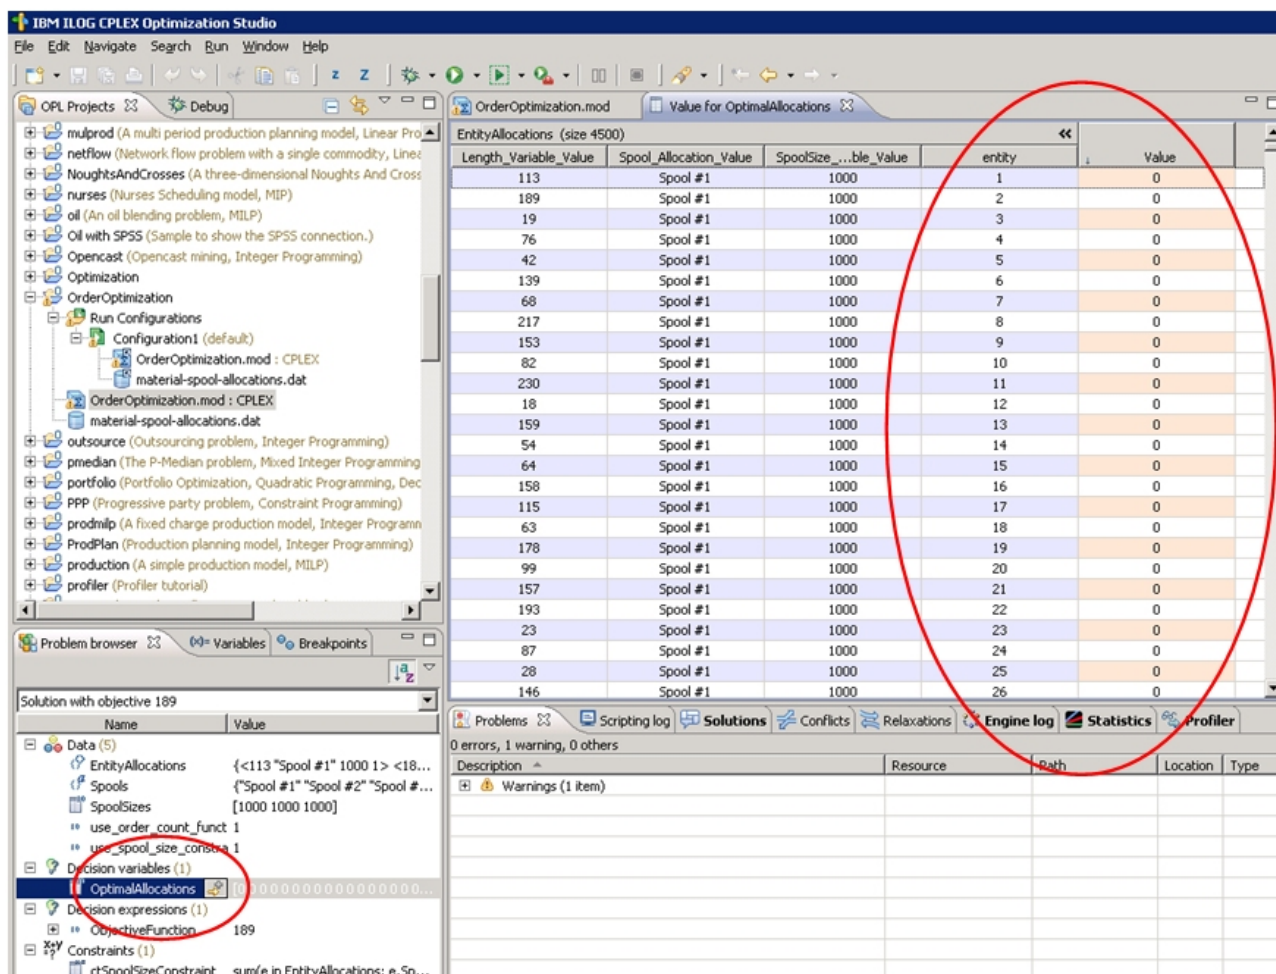 IBM ILOG CPLEX Optimization Studio
File Edit Navigate Search Run Window Help
OPL Projects Debug
mulprod (A multi period production planning model, Linear Pro
netflow (Network flow problem with a single commodity, Linea
NoughtsAndCrosses (A three-dimensional Noughts And Cross
nurses (Nurses Scheduling model, MIP)
oil (An oil blending problem, MILP)
Oil with SPSS (Sample to show the SPSS connection.)
Opencast (Opencast mining, Integer Programming)
Optimization
OrderOptimization
Run Configurations
Configuration1 (default)
OrderOptimization.mod : CPLEX
material-spool-allocations.dat
OrderOptimization.mod : CPLEX
material-spool-allocations.dat
outsource (Outsourcing problem, Integer Programming)
pmedian (The P-Median problem, Mixed Integer Programming
portfolio (Portfolio Optimization, Quadratic Programming, Dec
PPP (Progressive party problem, Constraint Programming)
prodmilp (A fixed charge production model, Integer Programm
ProdPlan (Production planning model, Integer Programming)
production (A simple production model, MILP)
profiler (Profiler tutorial)
OrderOptimization.mod Value for OptimalAllocations
EntityAllocations (size 4500)
Length_Variable_Value Spool_Allocation_Value SpoolSize_...ble_Value entity Value
113 Spool #1 1000 1 0
189 Spool #1 1000 2 0
19 Spool #1 1000 3 0
76 Spool #1 1000 4 0
42 Spool #1 1000 5 0
139 Spool #1 1000 6 0
68 Spool #1 1000 7 0
217 Spool #1 1000 8 0
153 Spool #1 1000 9 0
82 Spool #1 1000 10 0
230 Spool #1 1000 11 0
18 Spool #1 1000 12 0
159 Spool #1 1000 13 0
54 Spool #1 1000 14 0
64 Spool #1 1000 15 0
158 Spool #1 1000 16 0
115 Spool #1 1000 17 0
63 Spool #1 1000 18 0
178 Spool #1 1000 19 0
99 Spool #1 1000 20 0
157 Spool #1 1000 21 0
193 Spool #1 1000 22 0
23 Spool #1 1000 23 0
87 Spool #1 1000 24 0
28 Spool #1 1000 25 0
146 Spool #1 1000 26 0
Problem browser Variables Breakpoints
Solution with objective 189
Name Value
Data (5)
EntityAllocations {<113 "Spool #1" 1000 1> <18...
Spools {"Spool #1" "Spool #2" "Spool #...
SpoolSizes [1000 1000 1000]
use_order_count_funct 1
use_spool_size_constra 1
Decision variables (1)
OptimalAllocations [0 0 0 0 0 0 0 0 0 0 0 0 0 0 0 0 0 0...
Decision expressions (1)
ObjectiveFunction 189
Constraints (1)
ctSpoolSizeConstraint sum(e in EntityAllocations: e.Sp...
Problems Scripting log Solutions Conflicts Relaxations Engine log Statistics Profiler
0 errors, 1 warning, 0 others
Description Resource Path Location Type
Warnings (1 item)